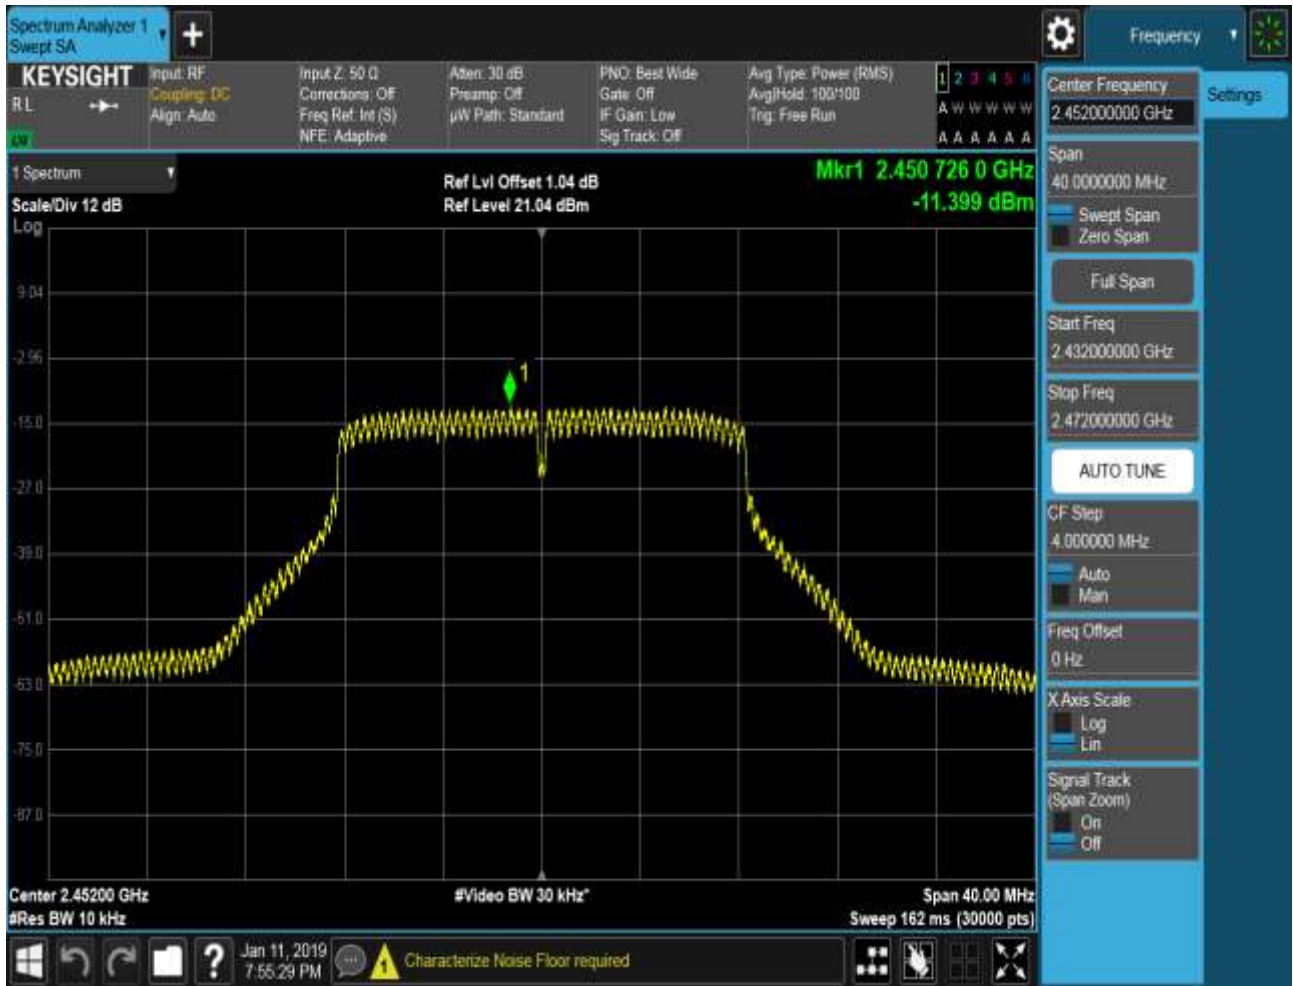 Spectrum Analyzer 1
Swept SA
+
Frequency
KEYSIGHT
RL
Input: RF
Coupling: DC
Align: Auto
Input Z: 50 Ω
Corrections: Off
Freq Ref: Int (S)
NFE: Adaptive
Atten: 30 dB
Preamp: Off
µW Path: Standard
PNO: Best Wide
Gate: Off
IF Gain: Low
Sig Track: Off
Avg Type: Power (RMS)
Avg|Hold: 100/100
Trig: Free Run
1 2 3 4 5 6
A W W W W W
A A A A A A
1 Spectrum
Scale/Div 12 dB
Log
Ref Lvl Offset 1.04 dB
Ref Level 21.04 dBm
Mkr1 2.450 726 0 GHz
-11.399 dBm
9.04
-2.96
-15.0
-27.0
-39.0
-51.0
-63.0
-75.0
-87.0
1
Center 2.45200 GHz
#Res BW 10 kHz
#Video BW 30 kHz*
Span 40.00 MHz
Sweep 162 ms (30000 pts)
Center Frequency
2.452000000 GHz
Settings
Span
40.0000000 MHz
Swept Span
Zero Span
Full Span
Start Freq
2.432000000 GHz
Stop Freq
2.472000000 GHz
AUTO TUNE
CF Step
4.000000 MHz
Auto
Man
Freq Offset
0 Hz
X Axis Scale
Log
Lin
Signal Track
(Span Zoom)
On
Off
?
Jan 11, 2019
7:55:29 PM
1
Characterize Noise Floor required